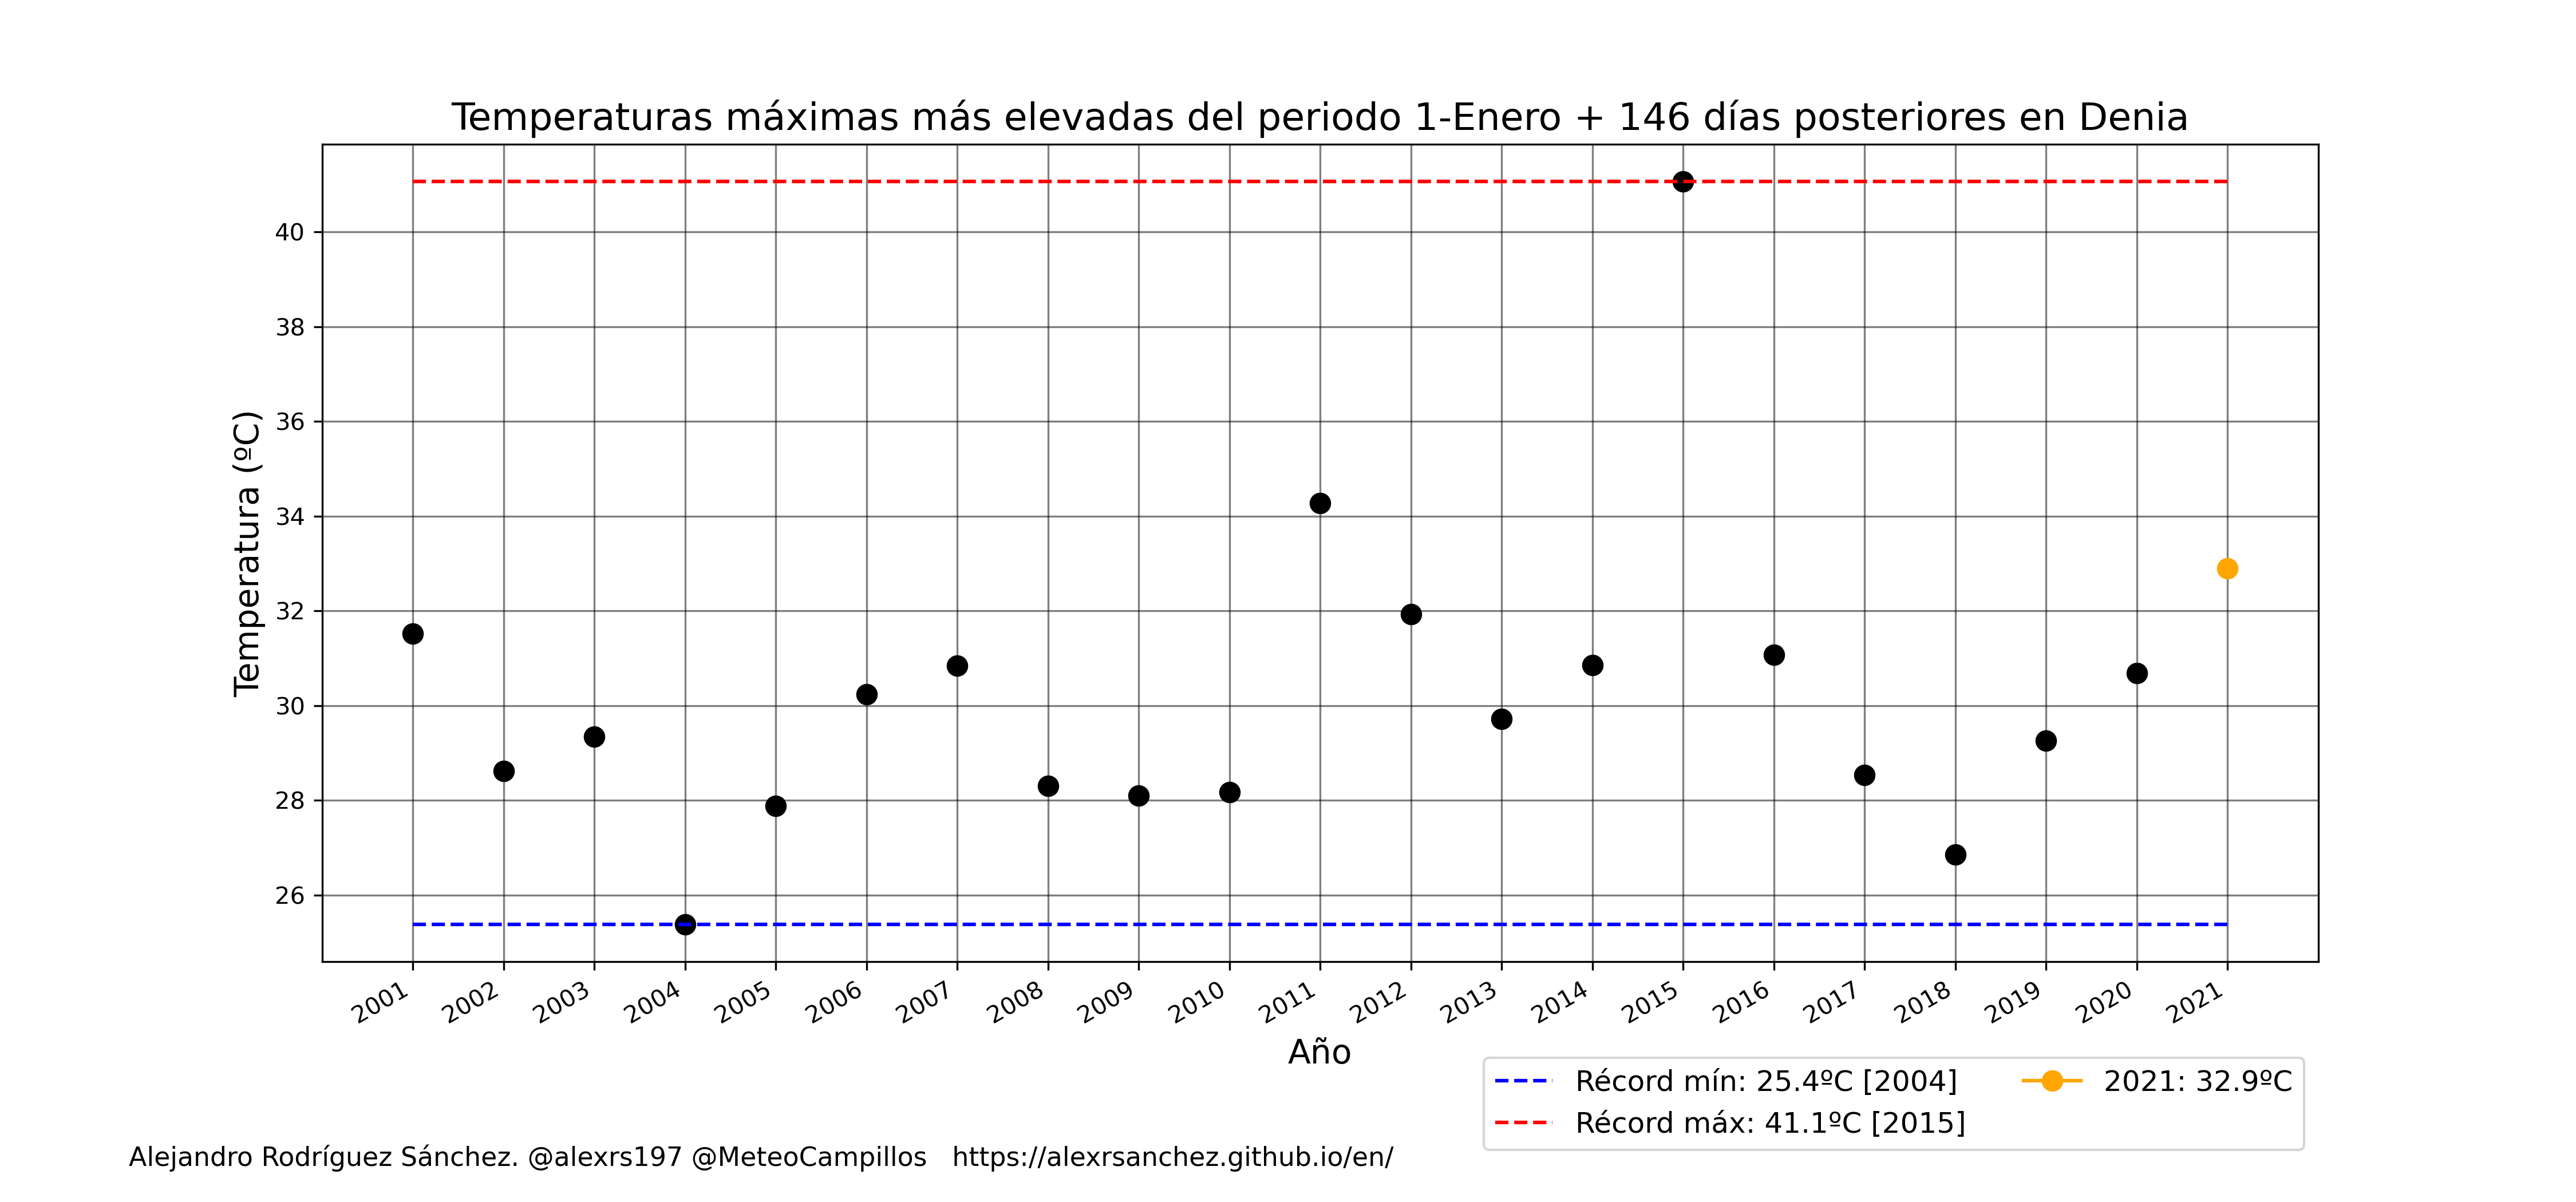 Temperaturas máximas más elevadas del periodo 1-Enero + 146 días posteriores en Denia
Temperatura (ºC)
40
38
36
34
32
30
28
26
2001 2002 2003 2004 2005 2006 2007 2008 2009 2010 2011 2012 2013 2014 2015 2016 2017 2018 2019 2020 2021
Año
Récord mín: 25.4ºC [2004]
Récord máx: 41.1ºC [2015]
2021: 32.9ºC
Alejandro Rodríguez Sánchez. @alexrs197 @MeteoCampillos https://alexrsanchez.github.io/en/